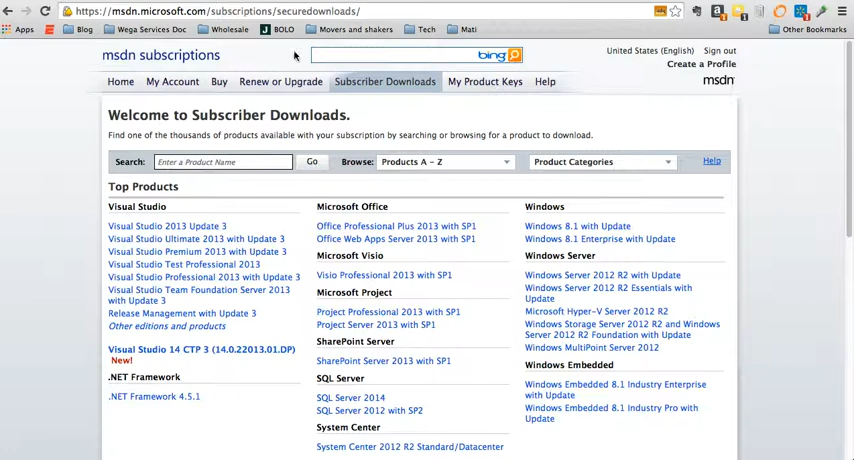 https://msdn.microsoft.com/subscriptions/securedownloads/
Apps Blog Wega Services Doc Wholesale BOLO Movers and shakers Tech Mati Other Bookmarks
msdn subscriptions
bing
United States (English) Sign out
Create a Profile
Home My Account Buy Renew or Upgrade Subscriber Downloads My Product Keys Help
msdn
Welcome to Subscriber Downloads.
Find one of the thousands of products available with your subscription by searching or browsing for a product to download.
Search: Enter a Product Name Go Browse: Products A - Z Product Categories Help
Top Products
Visual Studio
Visual Studio 2013 Update 3
Visual Studio Ultimate 2013 with Update 3
Visual Studio Premium 2013 with Update 3
Visual Studio Test Professional 2013
Visual Studio Professional 2013 with Update 3
Visual Studio Team Foundation Server 2013
with Update 3
Release Management with Update 3
Other editions and products
Visual Studio 14 CTP 3 (14.0.22013.01.DP)
New!
.NET Framework
.NET Framework 4.5.1
Microsoft Office
Office Professional Plus 2013 with SP1
Office Web Apps Server 2013 with SP1
Microsoft Visio
Visio Professional 2013 with SP1
Microsoft Project
Project Professional 2013 with SP1
Project Server 2013 with SP1
SharePoint Server
SharePoint Server 2013 with SP1
SQL Server
SQL Server 2014
SQL Server 2012 with SP2
System Center
System Center 2012 R2 Standard/Datacenter
Windows
Windows 8.1 with Update
Windows 8.1 Enterprise with Update
Windows Server
Windows Server 2012 R2 with Update
Windows Server 2012 R2 Essentials with
Update
Microsoft Hyper-V Server 2012 R2
Windows Storage Server 2012 R2 and Windows
Server 2012 R2 Foundation with Update
Windows MultiPoint Server 2012
Windows Embedded
Windows Embedded 8.1 Industry Enterprise
with Update
Windows Embedded 8.1 Industry Pro with
Update